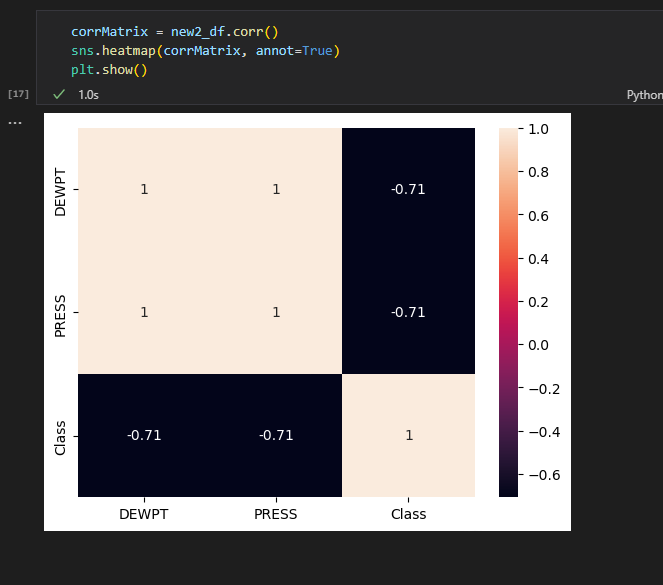 corrMatrix = new2_df.corr()
sns.heatmap(corrMatrix, annot=True)
plt.show()
[17]
1.0s
Python
...
DEWPT
1
1
-0.71
PRESS
1
1
-0.71
Class
-0.71
-0.71
1
DEWPT
PRESS
Class
1.0
0.8
0.6
0.4
0.2
0.0
−0.2
−0.4
−0.6